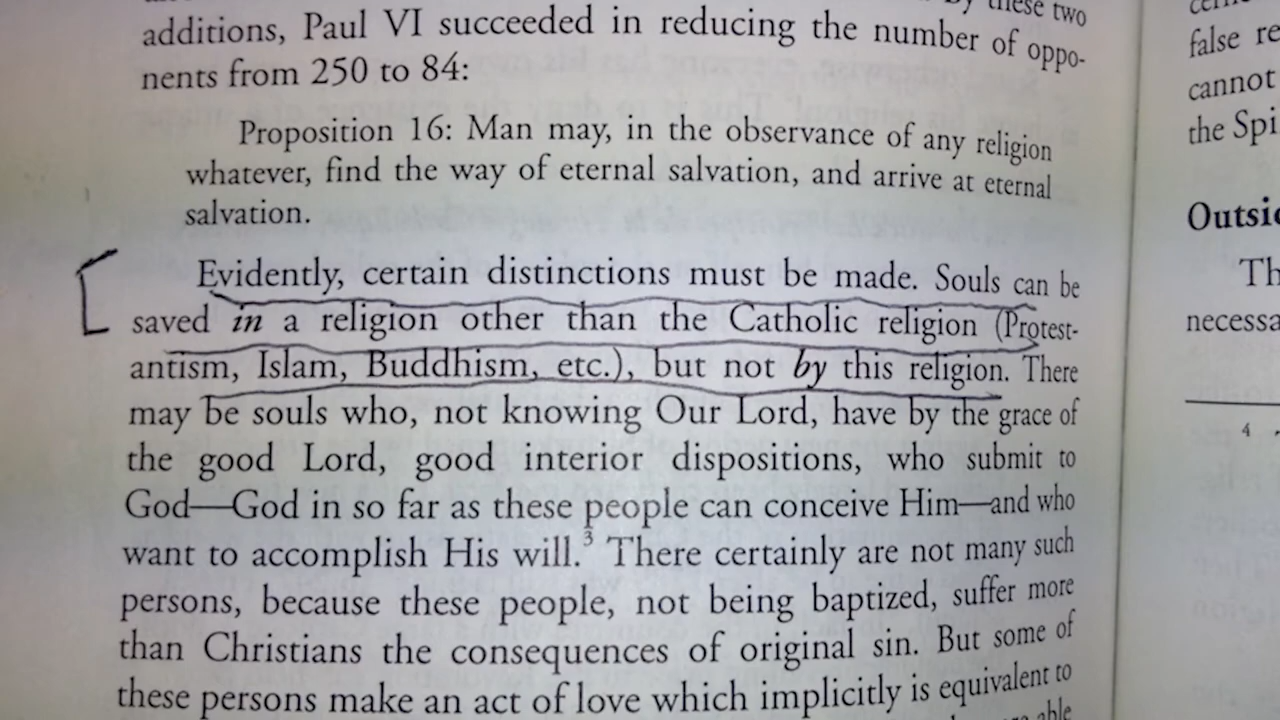 by these two
additions, Paul VI succeeded in reducing the number of oppo-
nents from 250 to 84:
Proposition 16: Man may, in the observance of any religion
whatever, find the way of eternal salvation, and arrive at eternal
salvation.
Evidently, certain distinctions must be made. Souls can be
saved in a religion other than the Catholic religion (Protest-
antism, Islam, Buddhism, etc.), but not by this religion. There
may be souls who, not knowing Our Lord, have by the grace of
the good Lord, good interior dispositions, who submit to
God—God in so far as these people can conceive Him—and who
want to accomplish His will.3 There certainly are not many such
persons, because these people, not being baptized, suffer more
than Christians the consequences of original sin. But some of
these persons make an act of love which implicitly is equivalent to
able
false re
cannot
the Spi
Outsid
Th
necessa
4